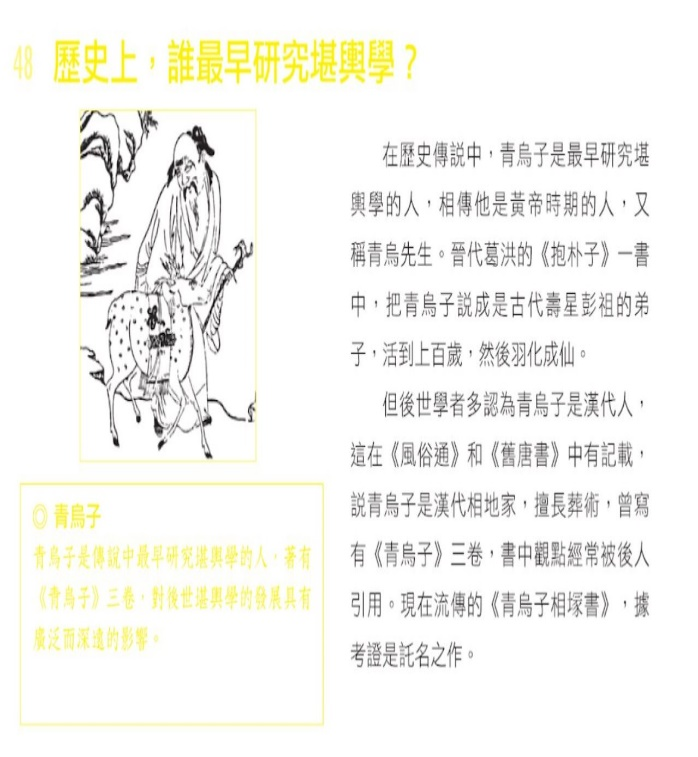 48 歷史上，誰最早研究堪輿學？
在歷史傳說中，青烏子是最早研究堪
輿學的人，相傳他是黃帝時期的人，又
稱青烏先生。晉代葛洪的《抱朴子》一書
中，把青烏子說成是古代壽星彭祖的弟
子，活到上百歲，然後羽化成仙。
但後世學者多認為青烏子是漢代人，
這在《風俗通》和《舊唐書》中有記載，
說青烏子是漢代相地家，擅長葬術，曾寫
有《青烏子》三卷，書中觀點經常被後人
引用。現在流傳的《青烏子相塚書》，據
考證是託名之作。
◎ 青烏子
青烏子是傳說中最早研究堪輿學的人，著有
《青烏子》三卷，對後世堪輿學的發展具有
廣泛而深遠的影響。